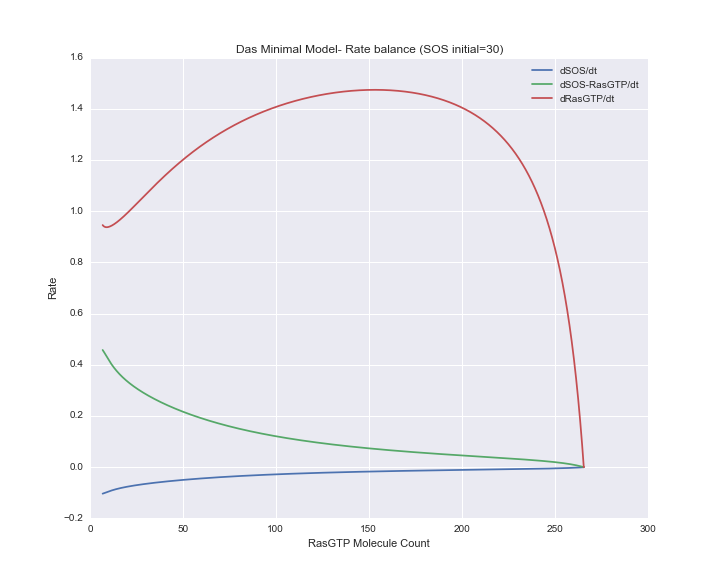 Das Minimal Model- Rate balance (SOS initial=30)
dSOS/dt
dSOS-RasGTP/dt
dRasGTP/dt
1.6
1.4
1.2
1.0
0.8
0.6
0.4
0.2
0.0
−0.2
Rate
0 50 100 150 200 250 300
RasGTP Molecule Count